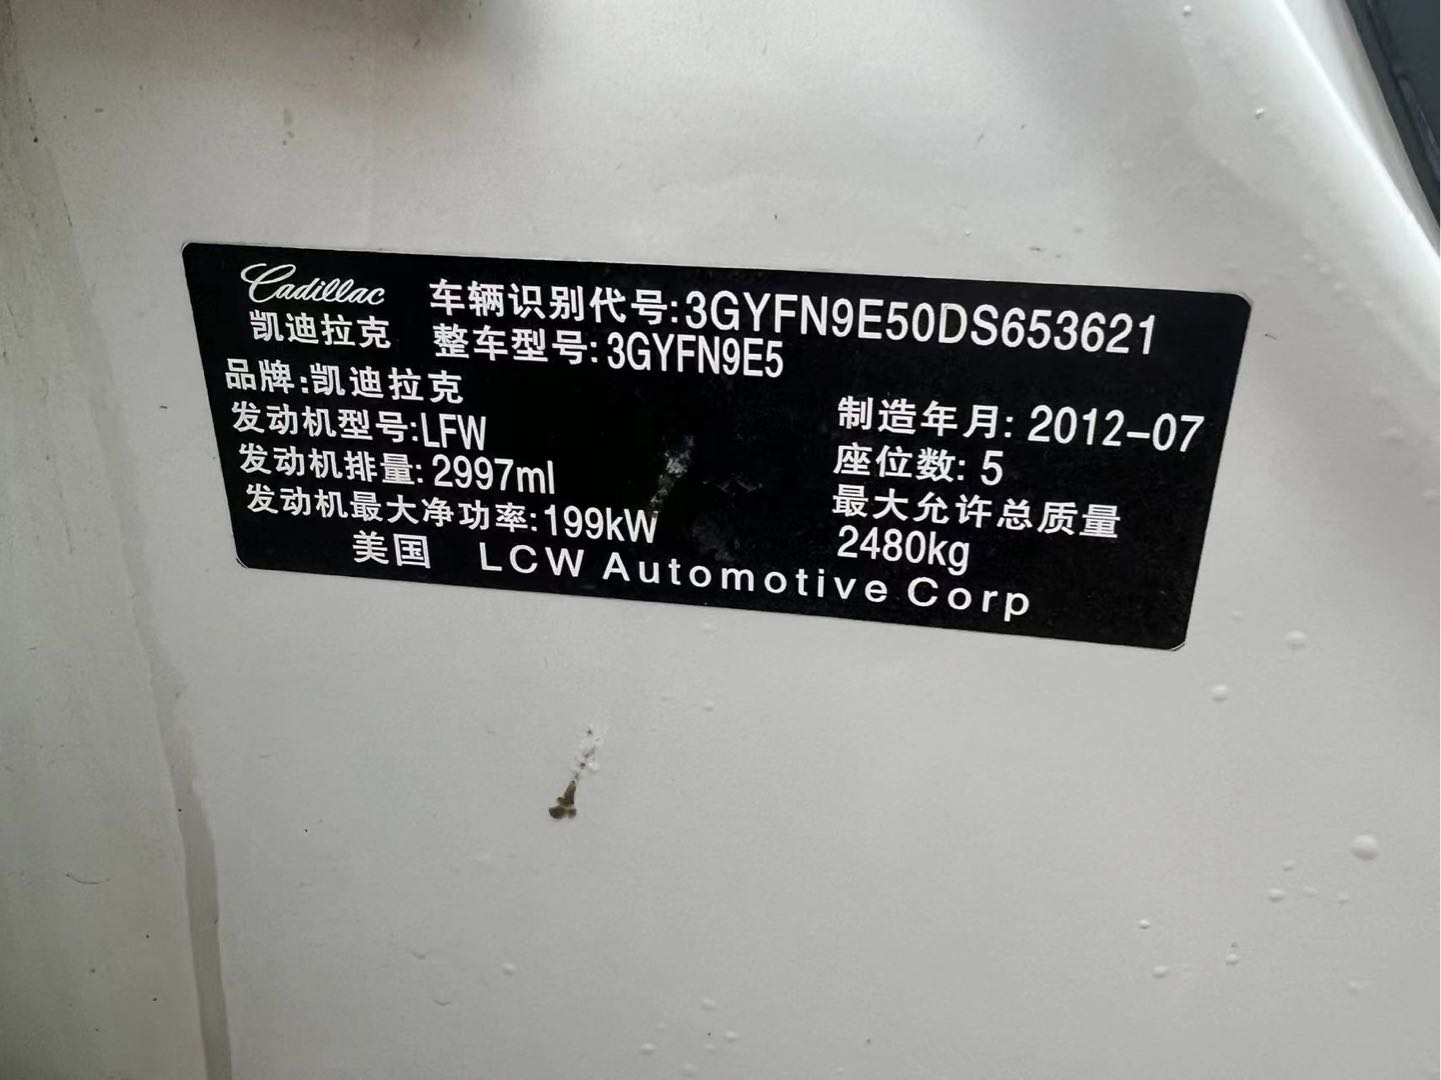 Cadillac
凯迪拉克
车辆识别代号:3GYFN9E50DS653621
整车型号:3GYFN9E5
品牌:凯迪拉克
发动机型号:LFW
制造年月: 2012-07
发动机排量: 2997ml
座位数: 5
发动机最大净功率:199kW
最大允许总质量
2480kg
美国 LCW Automotive Corp